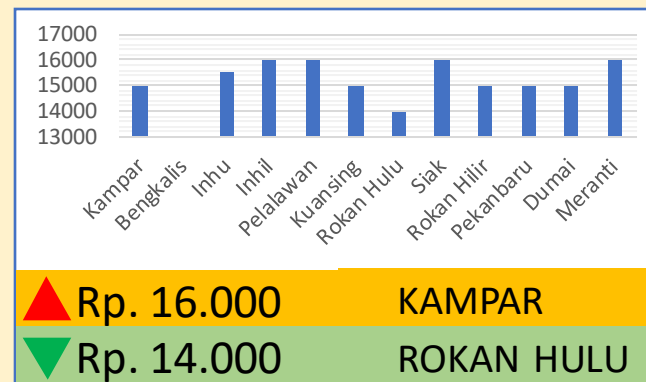 17000
16000
15000
14000
13000
Kampar
Bengkalis
Inhu
Inhil
Pelalawan
Kuansing
Rokan Hulu
Siak
Rokan Hilir
Pekanbaru
Dumai
Meranti
Rp. 16.000 KAMPAR
Rp. 14.000 ROKAN HULU